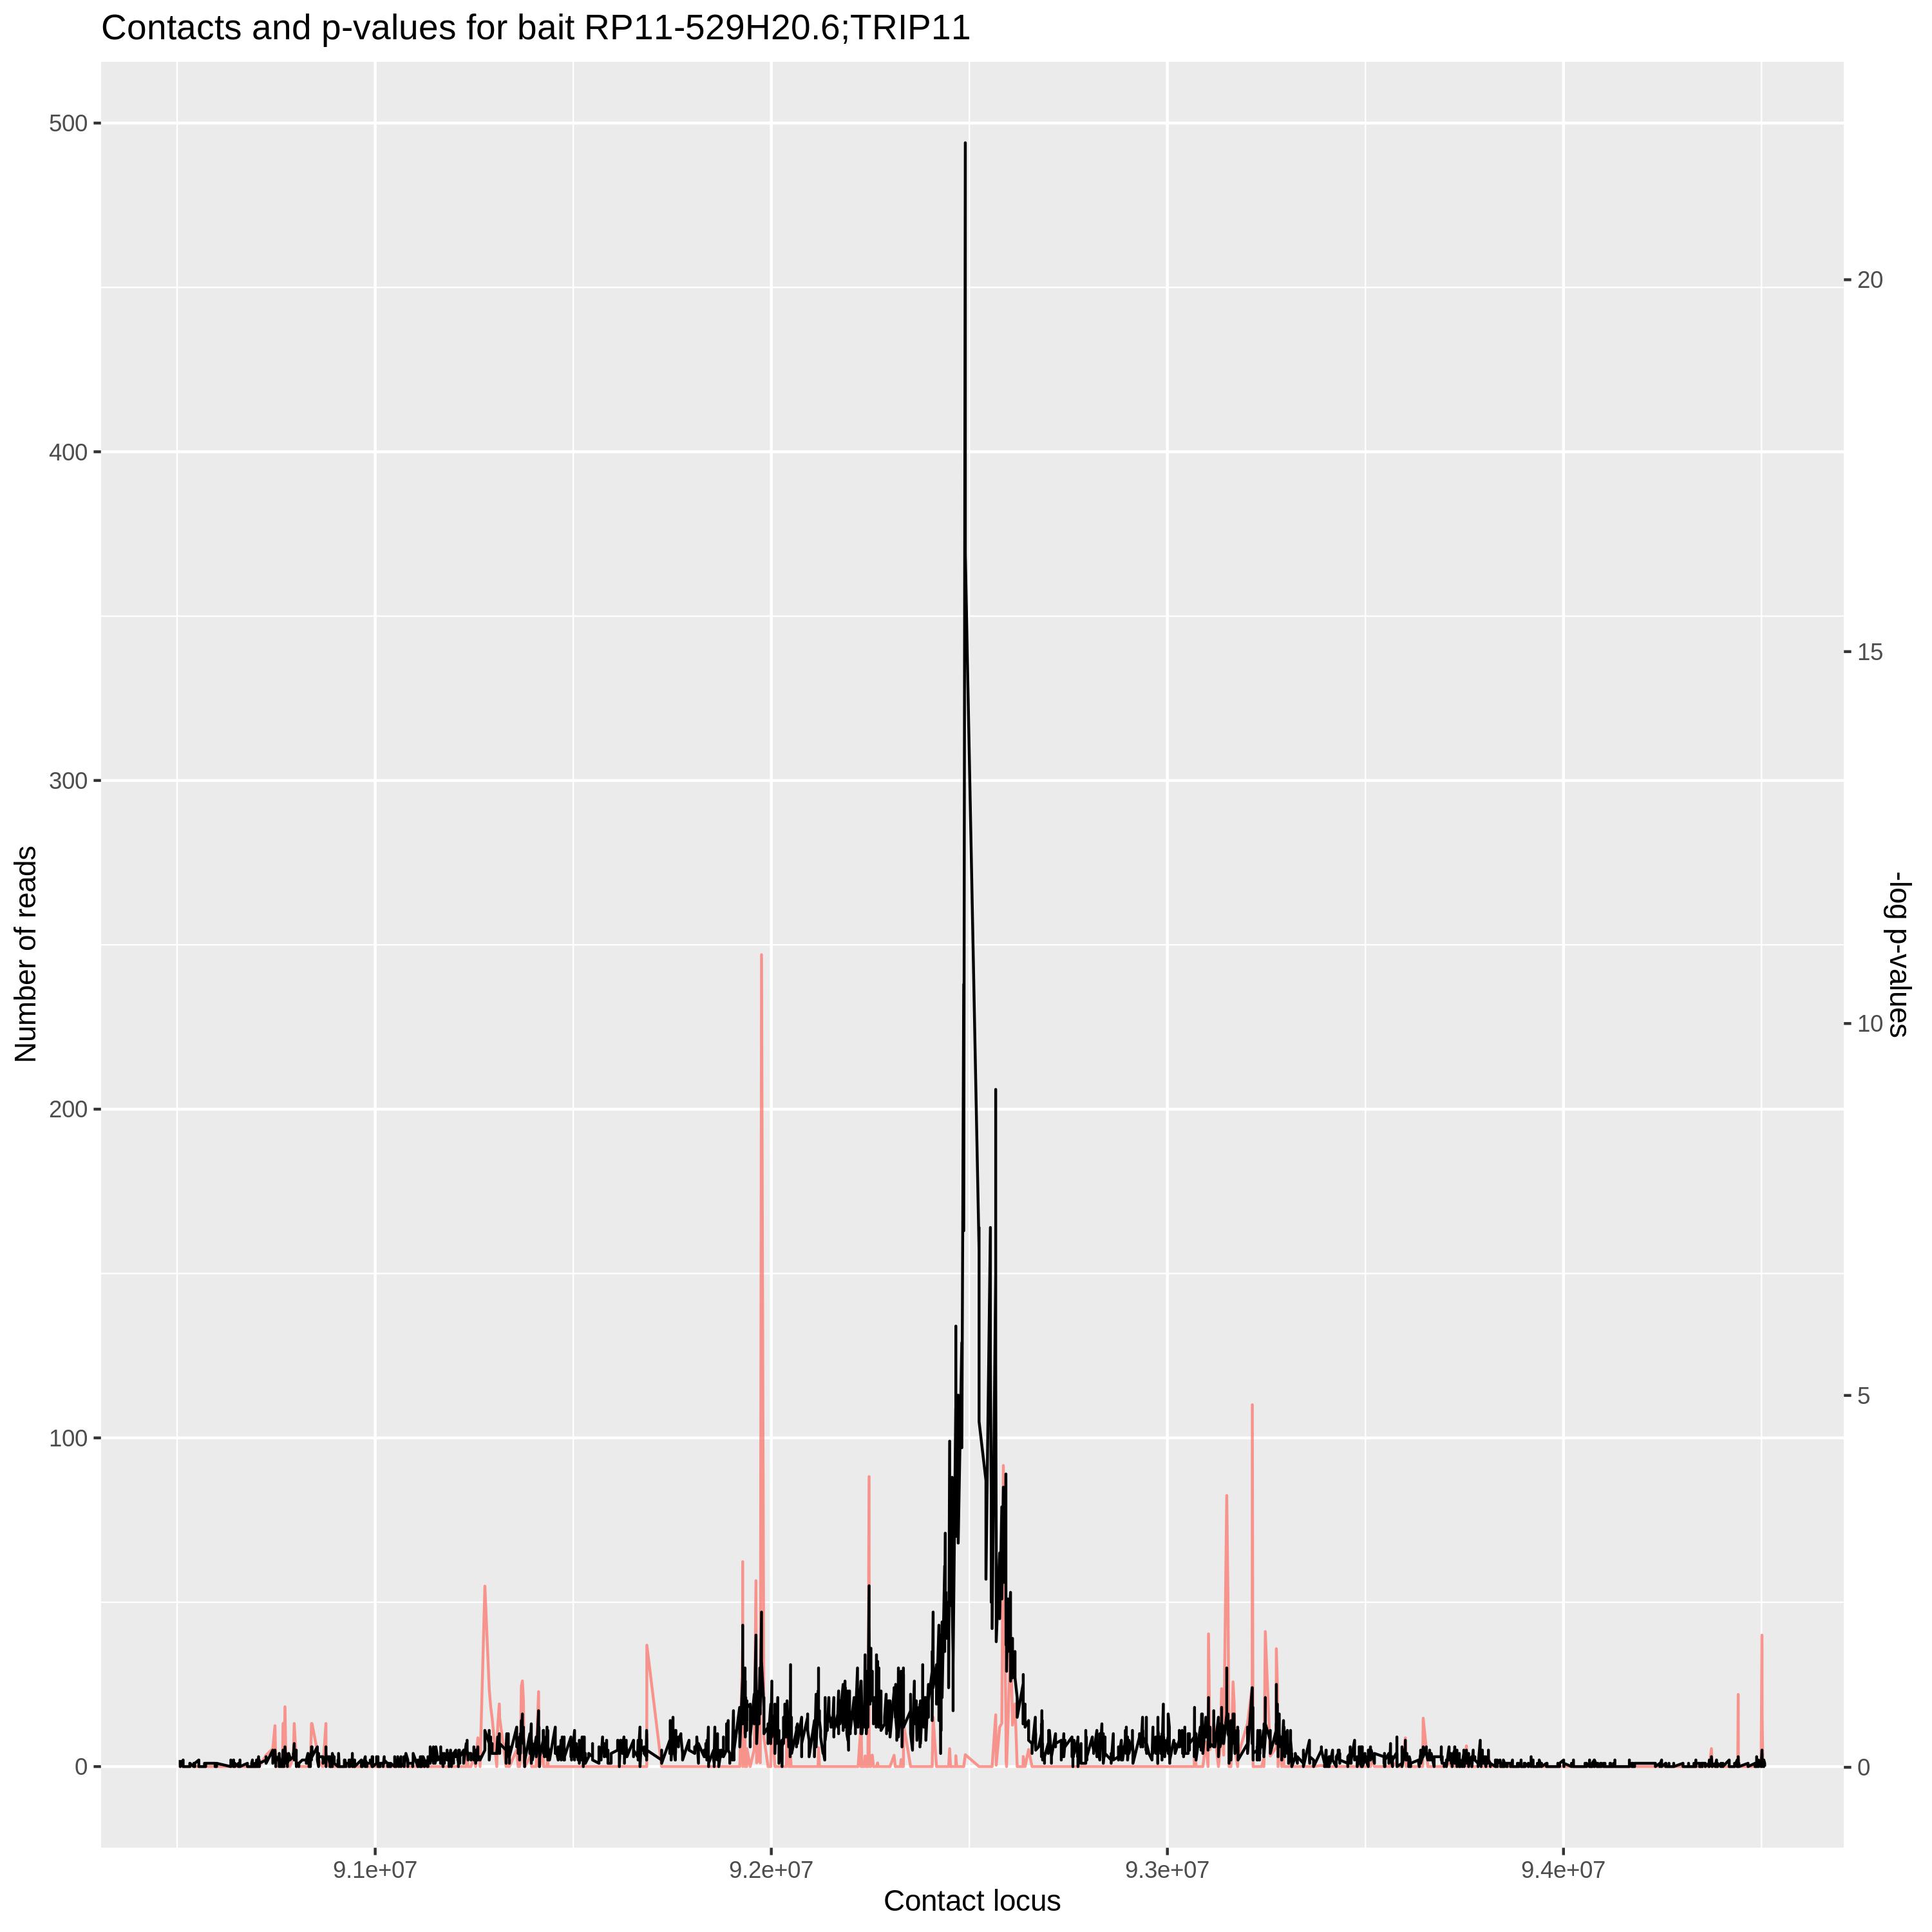 Contacts and p-values for bait RP11-529H20.6;TRIP11
500
400
300
200
100
0
Number of reads
20
15
10
5
0
-log p-values
9.1e+07
9.2e+07
9.3e+07
9.4e+07
Contact locus